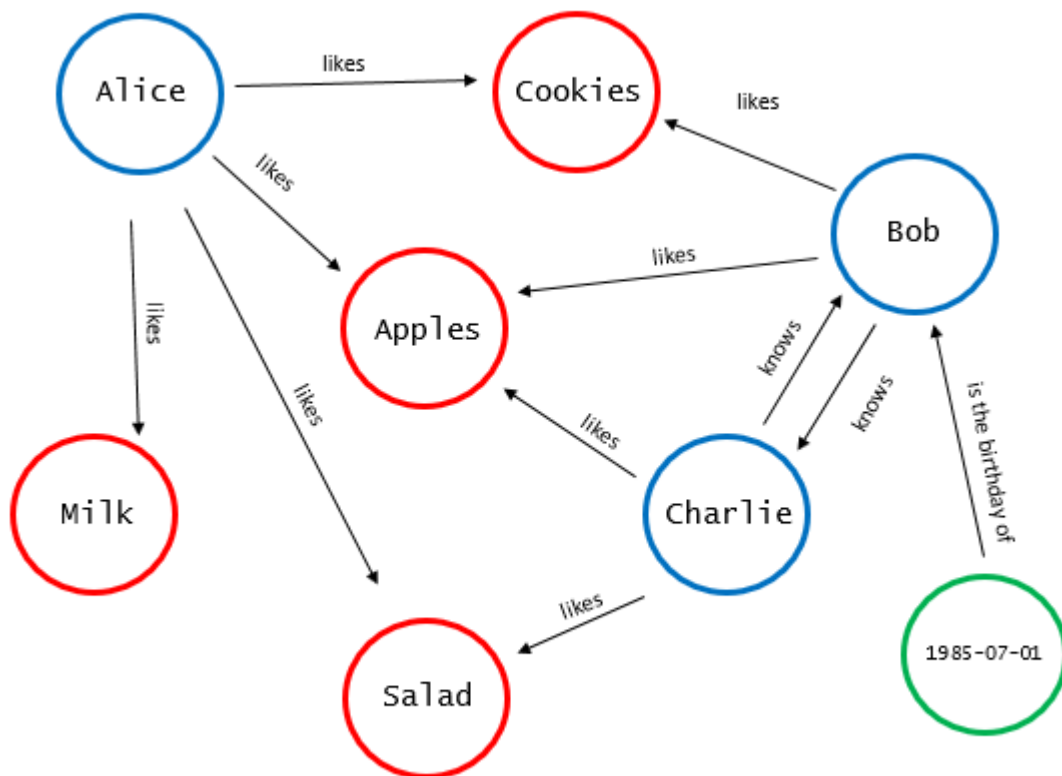 Alice
likes
Cookies
likes
likes
Bob
likes
Apples
likes
likes
knows
knows
is the birthday of
likes
Milk
Charlie
likes
1985-07-01
Salad